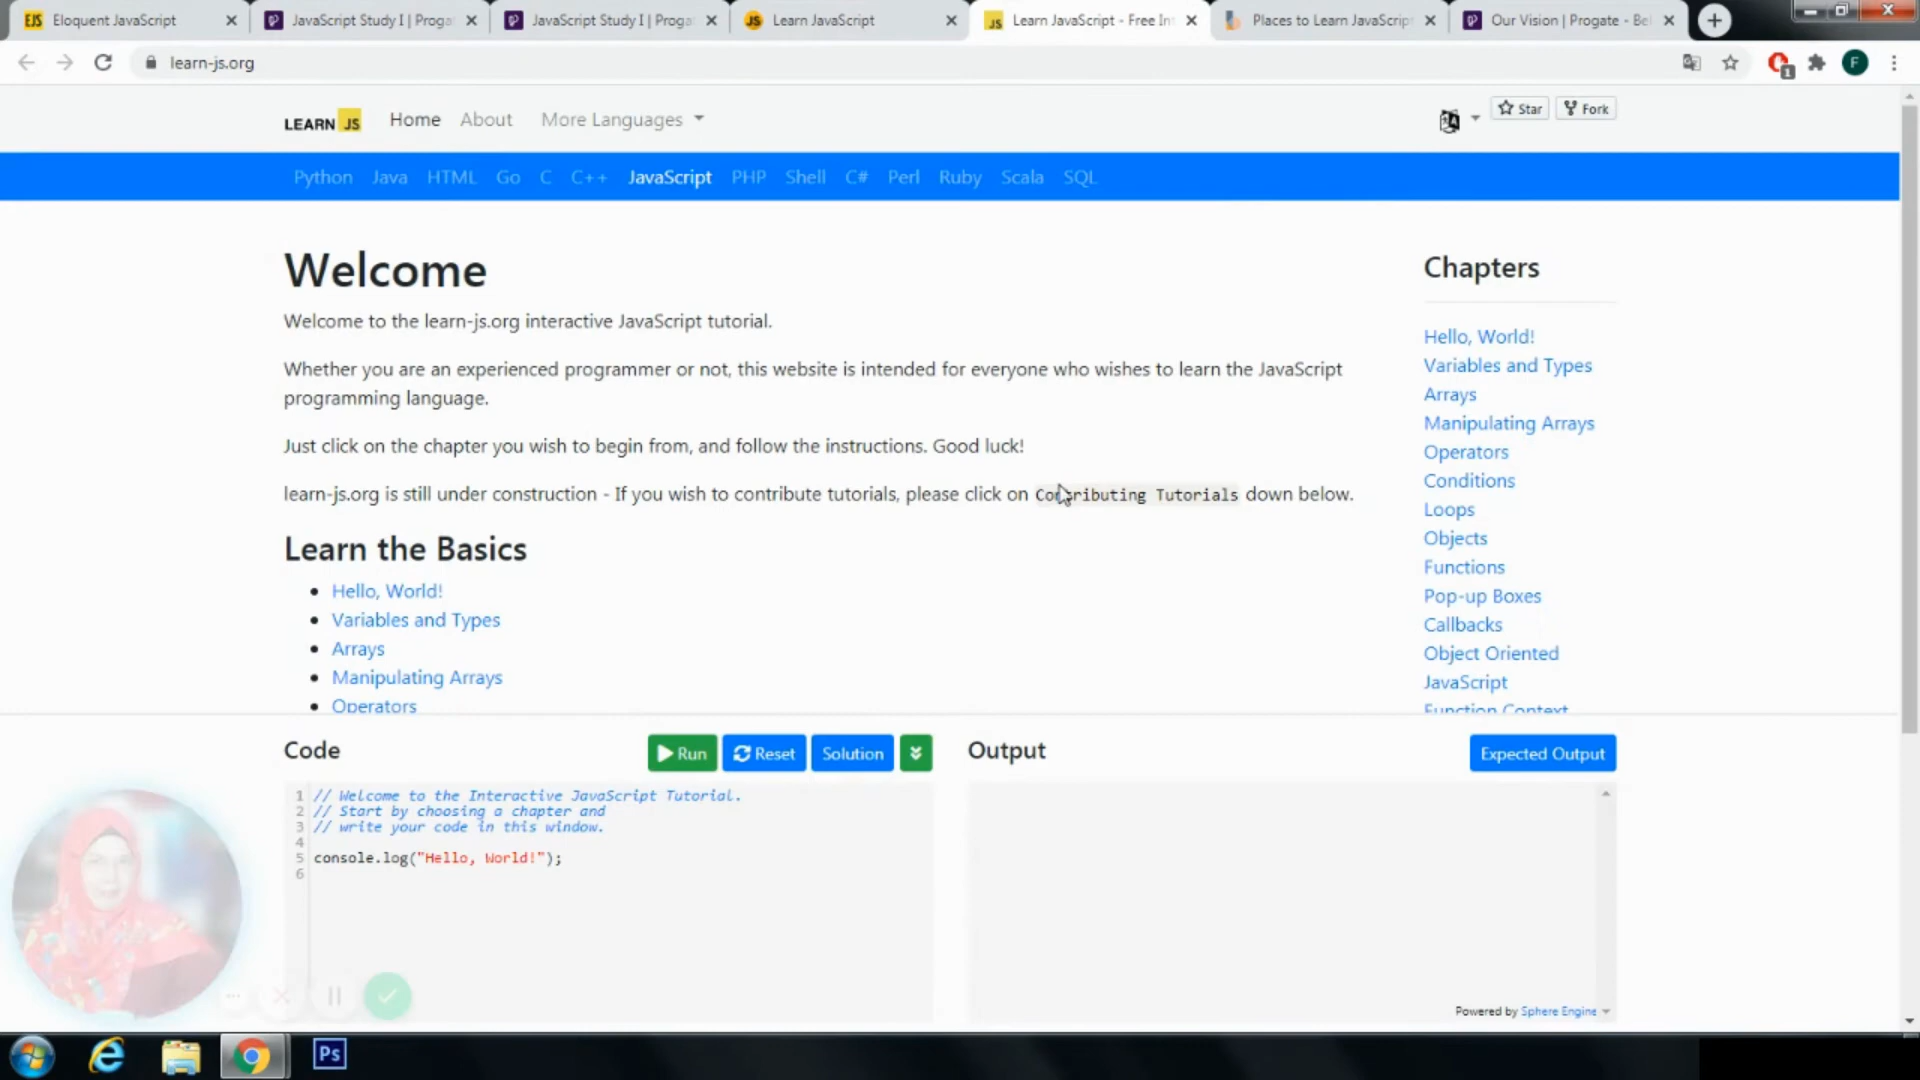 EJS Eloquent JavaScript
JavaScript Study I | Progat
JavaScript Study I | Progat
JS Learn JavaScript
JS Learn JavaScript - Free In
Places to Learn JavaScrip
Our Vision | Progate - Be
learn-js.org
1
F
LEARN JS
Home
About
More Languages
Star
Fork
Python Java HTML Go C C++ JavaScript PHP Shell C# Perl Ruby Scala SQL
Welcome
Welcome to the learn-js.org interactive JavaScript tutorial.
Whether you are an experienced programmer or not, this website is intended for everyone who wishes to learn the JavaScript
programming language.
Just click on the chapter you wish to begin from, and follow the instructions. Good luck!
learn-js.org is still under construction - If you wish to contribute tutorials, please click on Contributing Tutorials down below.
Learn the Basics
Hello, World!
Variables and Types
Arrays
Manipulating Arrays
Operators
Chapters
Hello, World!
Variables and Types
Arrays
Manipulating Arrays
Operators
Conditions
Loops
Objects
Functions
Pop-up Boxes
Callbacks
Object Oriented
JavaScript
Function Context
Code
Run
Reset
Solution
1 // Welcome to the Interactive JavaScript Tutorial.
2 // Start by choosing a chapter and
3 // write your code in this window.
4
5 console.log("Hello, World!");
6
Output
Expected Output
Powered by Sphere Engine
Ps